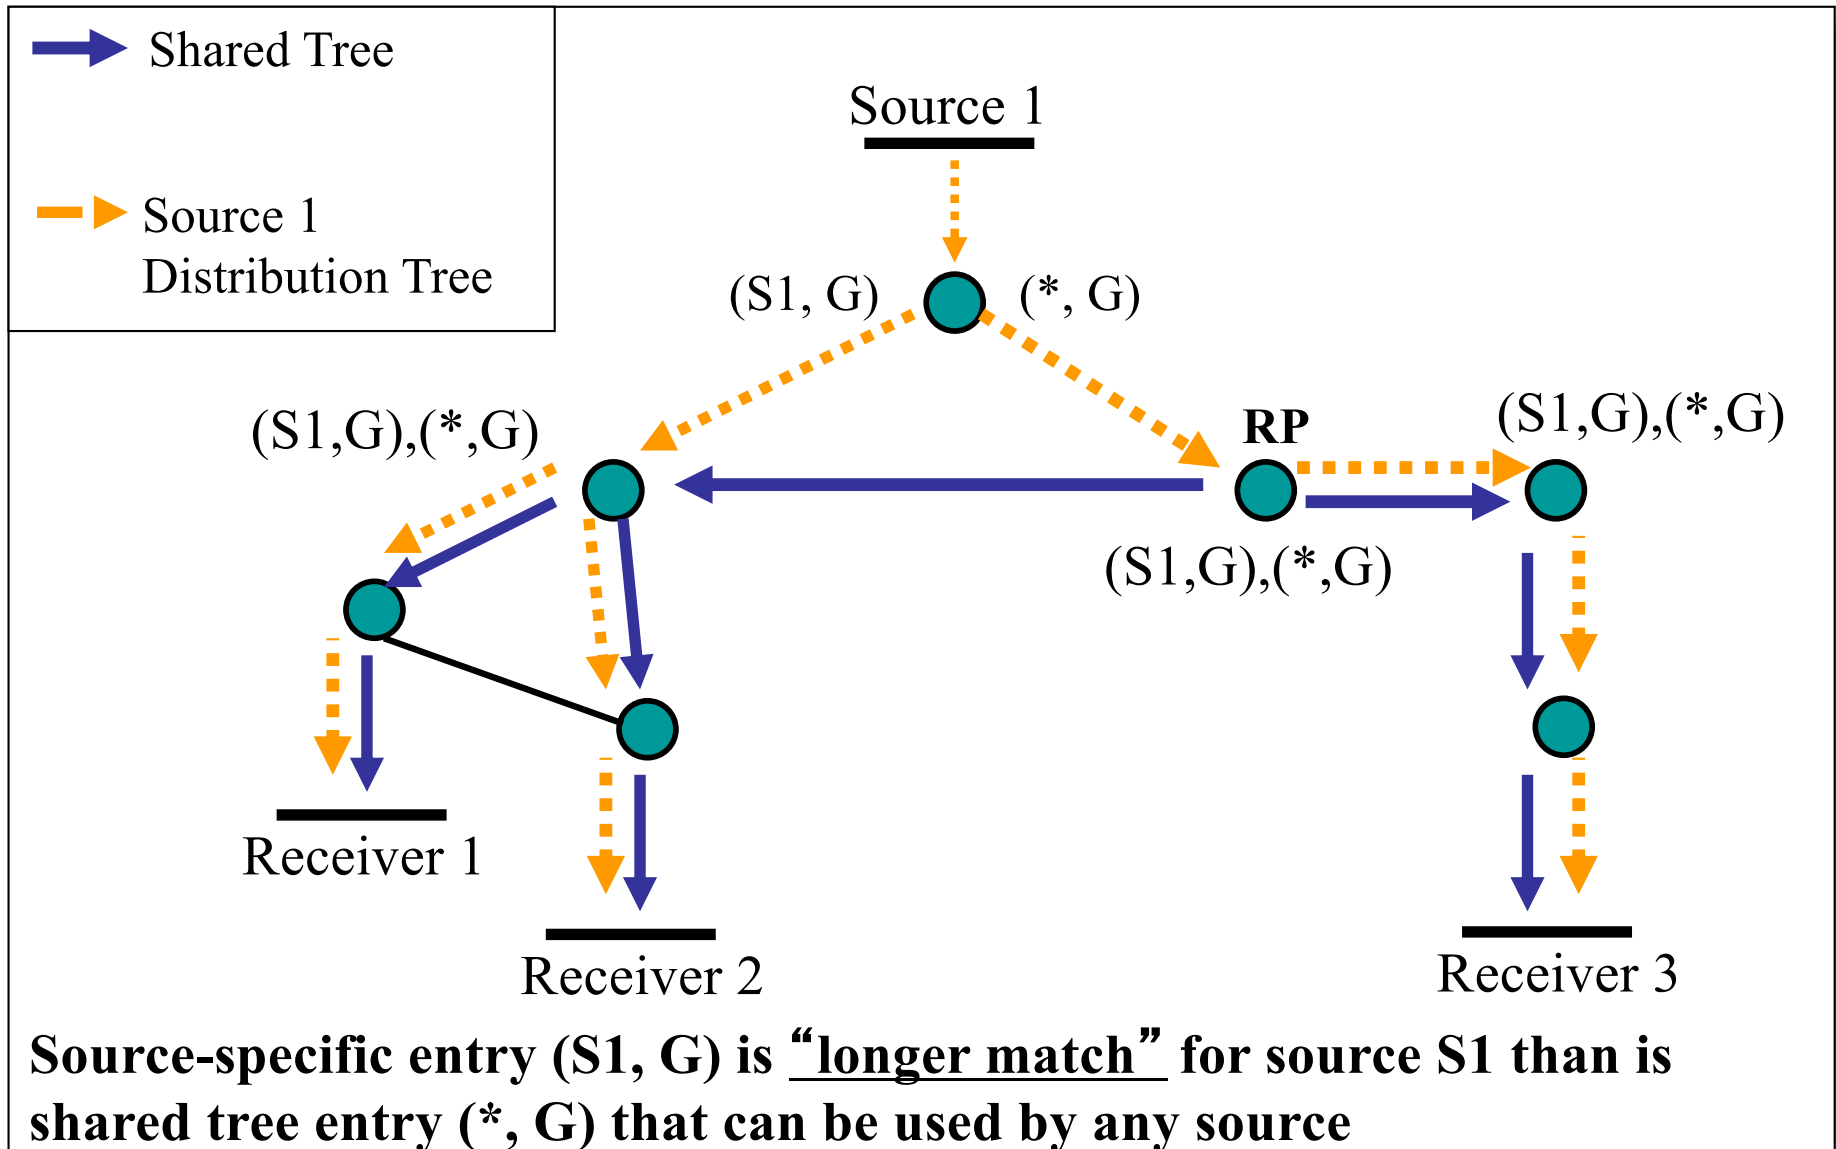 Shared Tree
Source 1
Distribution Tree
Source 1
(S1, G)
(*, G)
(S1,G),(*,G)
RP
(S1,G),(*,G)
(S1,G),(*,G)
Receiver 1
Receiver 2
Receiver 3
Source-specific entry (S1, G) is “longer match” for source S1 than is
shared tree entry (*, G) that can be used by any source